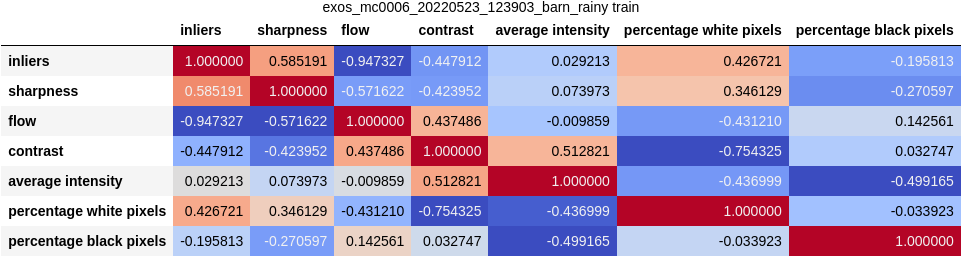 exos_mc0006_20220523_123903_barn_rainy train
inliers sharpness flow contrast average intensity percentage white pixels percentage black pixels
inliers 1.000000 0.585191 -0.947327 -0.447912 0.029213 0.426721 -0.195813
sharpness 0.585191 1.000000 -0.571622 -0.423952 0.073973 0.346129 -0.270597
flow -0.947327 -0.571622 1.000000 0.437486 -0.009859 -0.431210 0.142561
contrast -0.447912 -0.423952 0.437486 1.000000 0.512821 -0.754325 0.032747
average intensity 0.029213 0.073973 -0.009859 0.512821 1.000000 -0.436999 -0.499165
percentage white pixels 0.426721 0.346129 -0.431210 -0.754325 -0.436999 1.000000 -0.033923
percentage black pixels -0.195813 -0.270597 0.142561 0.032747 -0.499165 -0.033923 1.000000